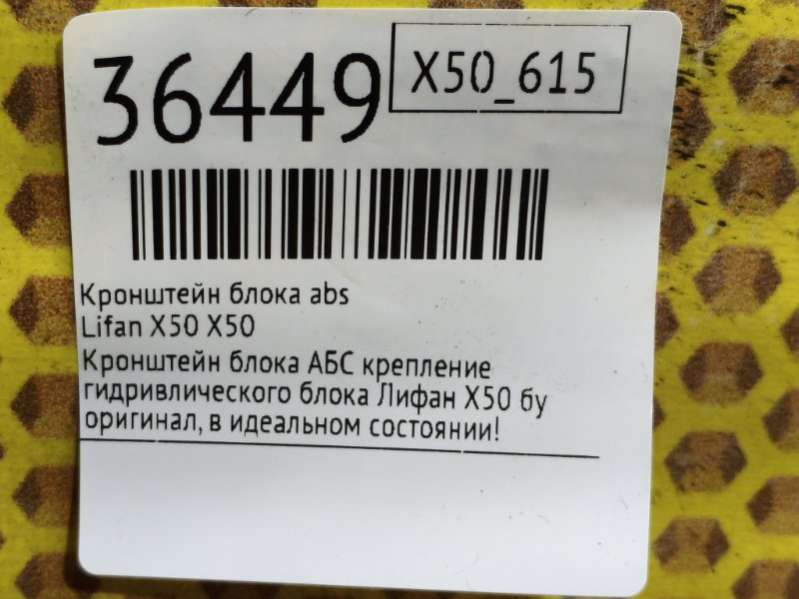 36449
X50_615
Кронштейн блока abs
Lifan X50 X50
Кронштейн блока АБС крепление
гидривлического блока Лифан Х50 бу
оригинал, в идеальном состоянии!